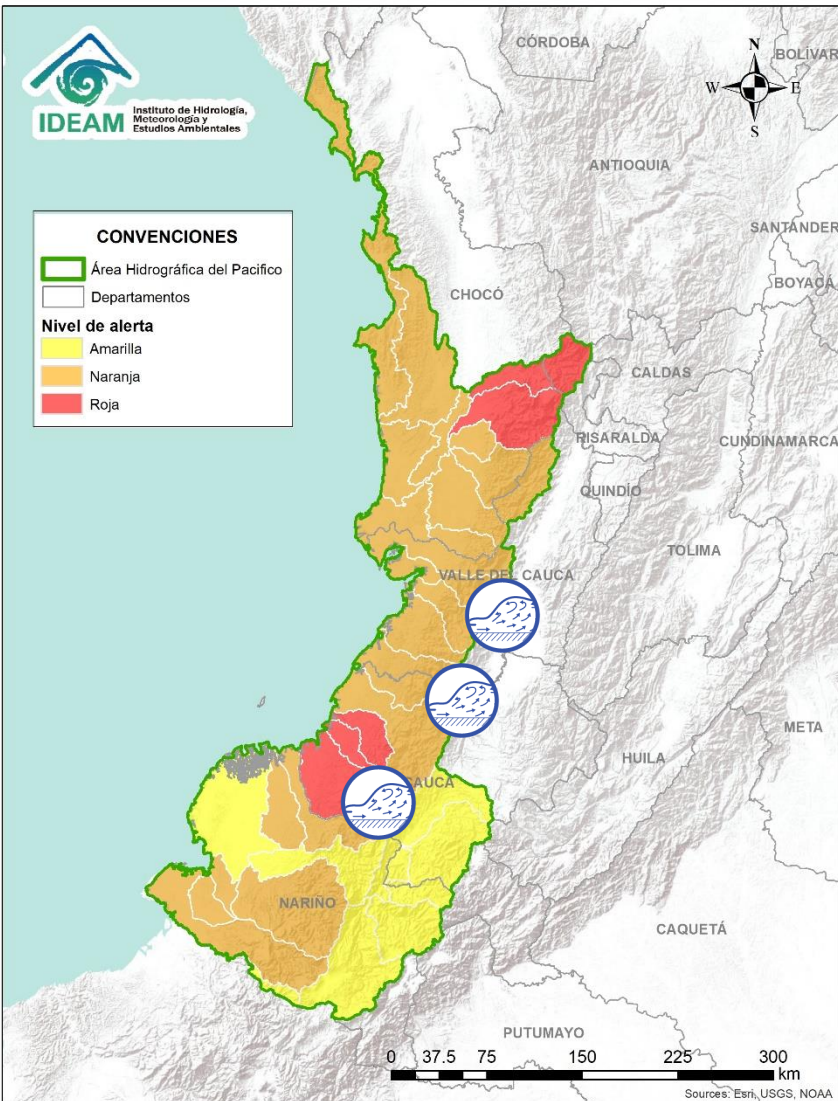 IDEAM
Instituto de Hidrología,
Meteorología y
Estudios Ambientales
CONVENCIONES
Área Hidrográfica del Pacifico
Departamentos
Nivel de alerta
Amarilla
Naranja
Roja
N
W
E
S
CÓRDOBA
BOLÍVAR
ANTIOQUIA
SANTANDER
BOYACÁ
CHOCÓ
CALDAS
RISARALDA
CUNDINAMARCA
QUINDÍO
TOLIMA
VALLE DEL CAUCA
META
HUILA
CAUCA
NARIÑO
CAQUETÁ
PUTUMAYO
0 37.5 75 150 225 300
km
Sources: Esri, USGS, NOAA